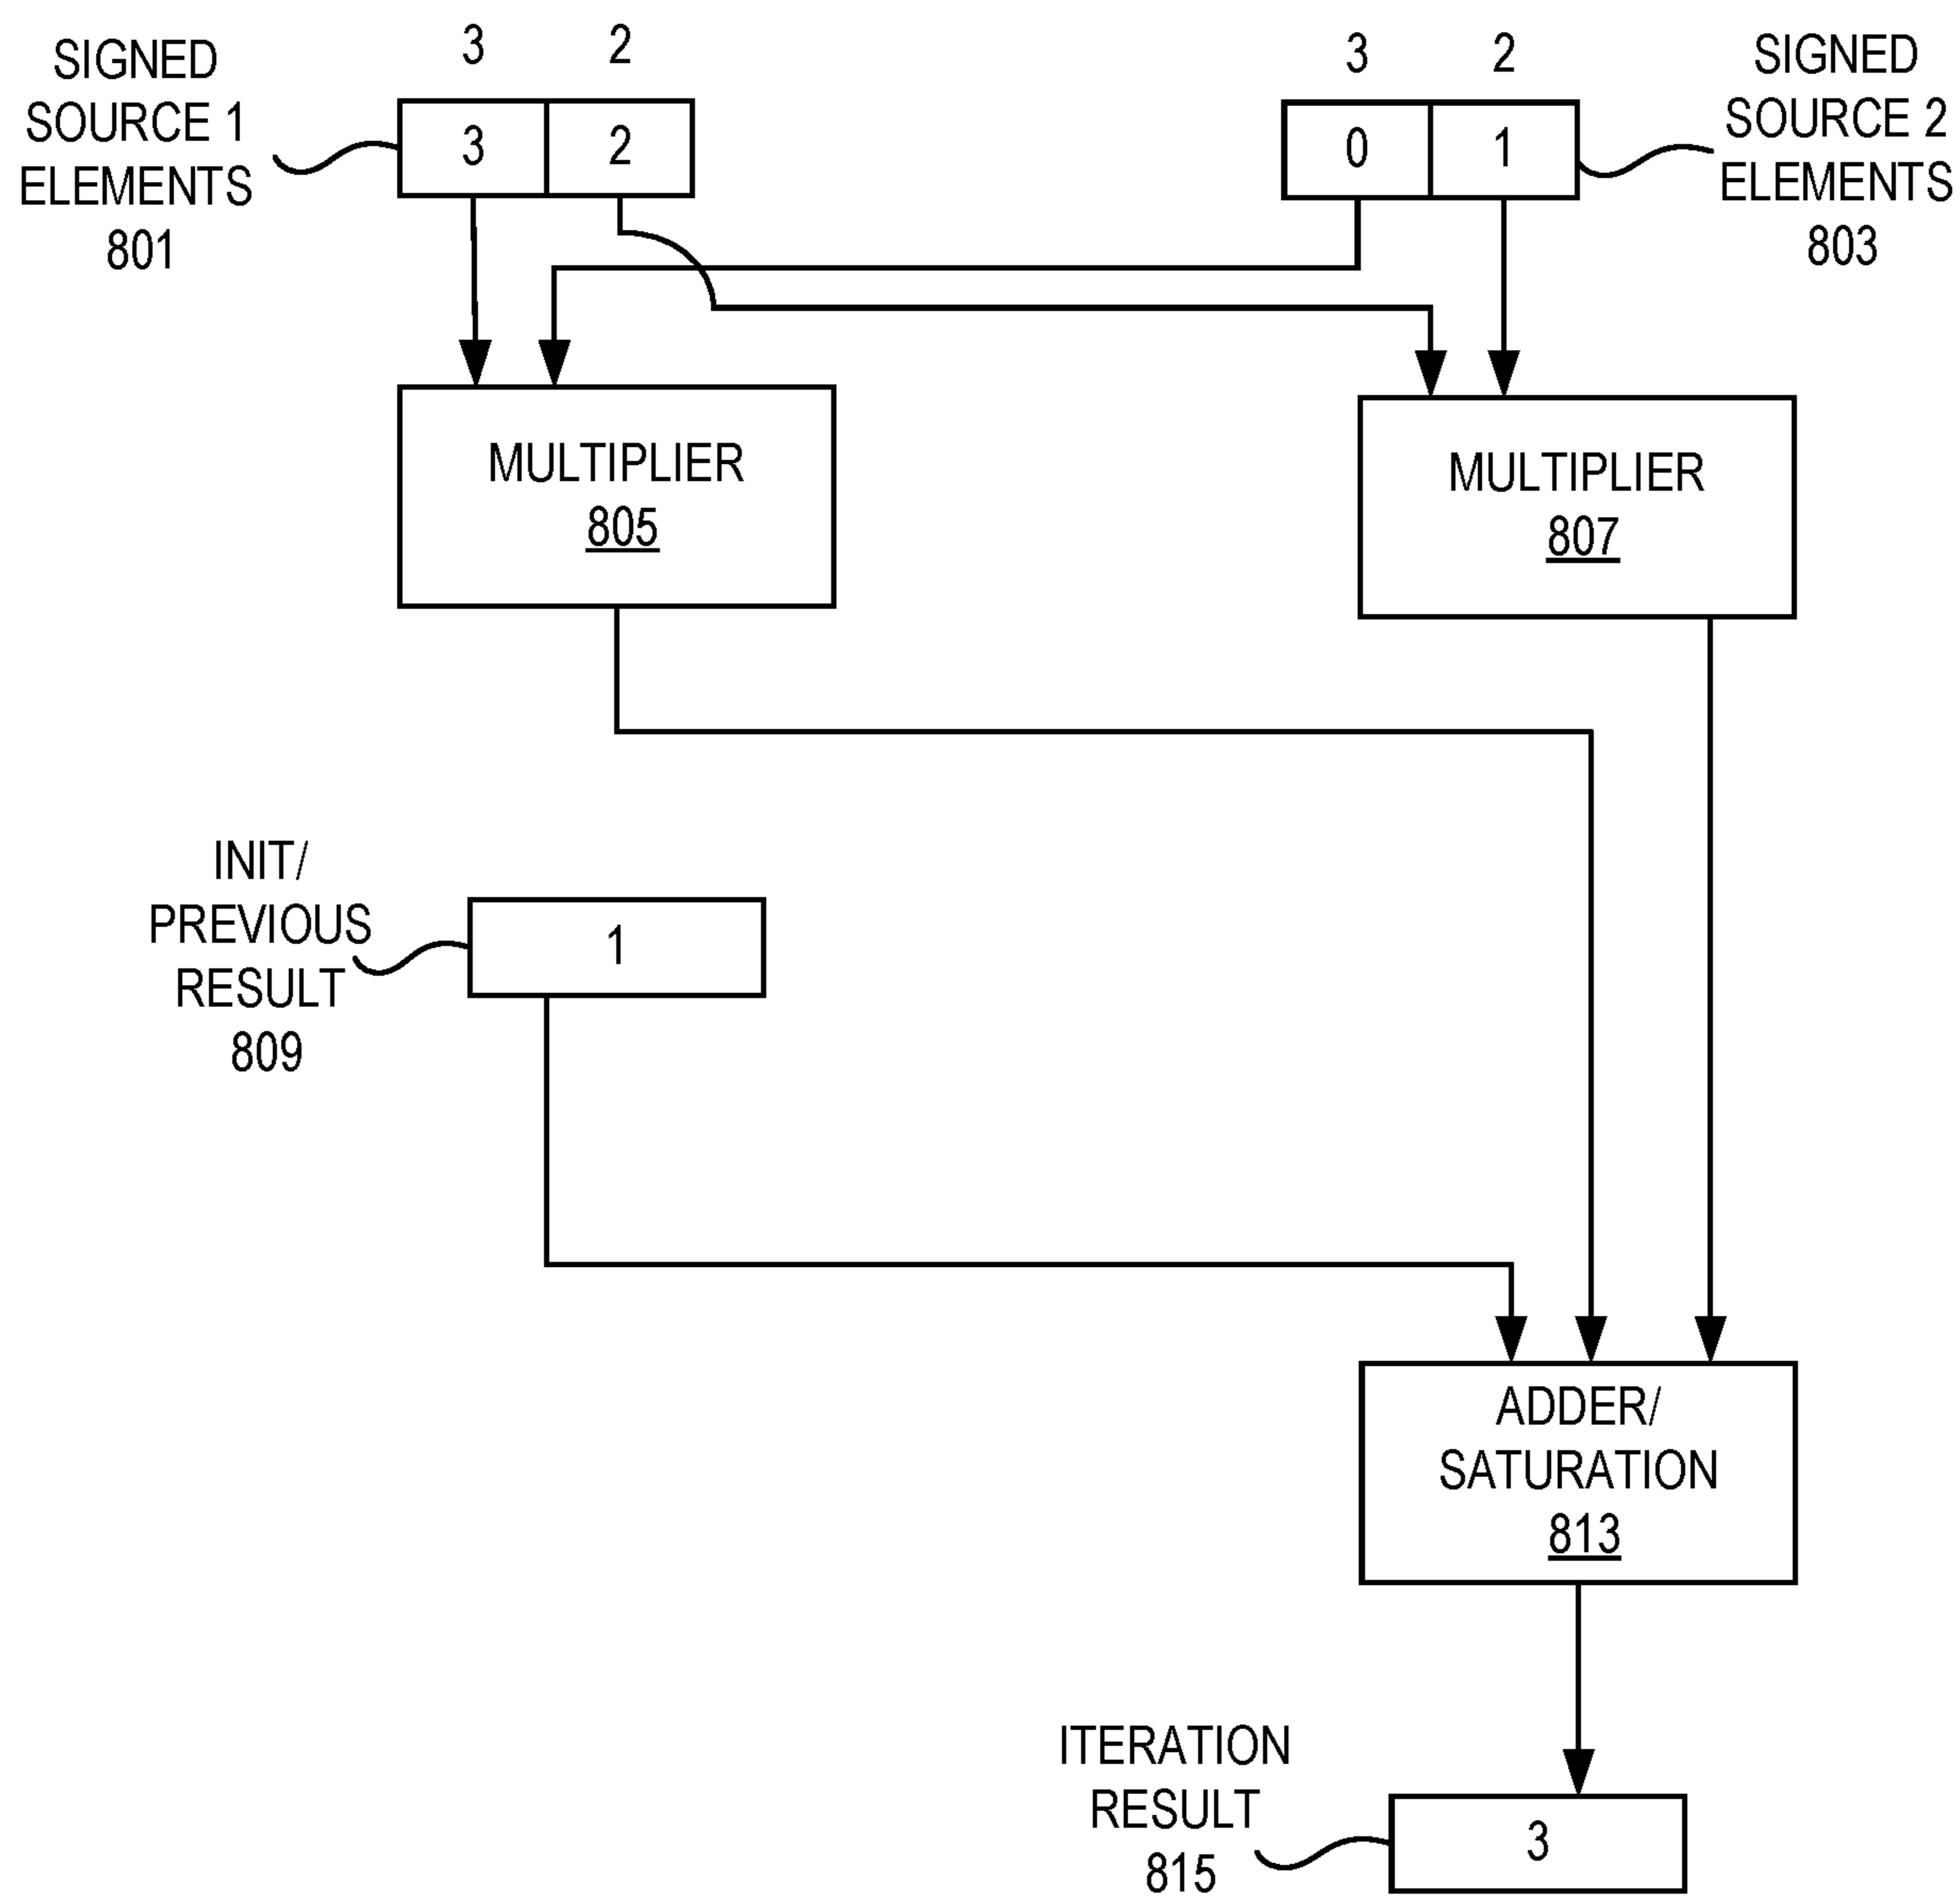 SIGNED
SOURCE 1
ELEMENTS
801
3 2
3 2
3 2
0 1
SIGNED
SOURCE 2
ELEMENTS
803
MULTIPLIER
805
MULTIPLIER
807
INIT/
PREVIOUS
RESULT
809
1
ADDER/
SATURATION
813
ITERATION
RESULT
815
3